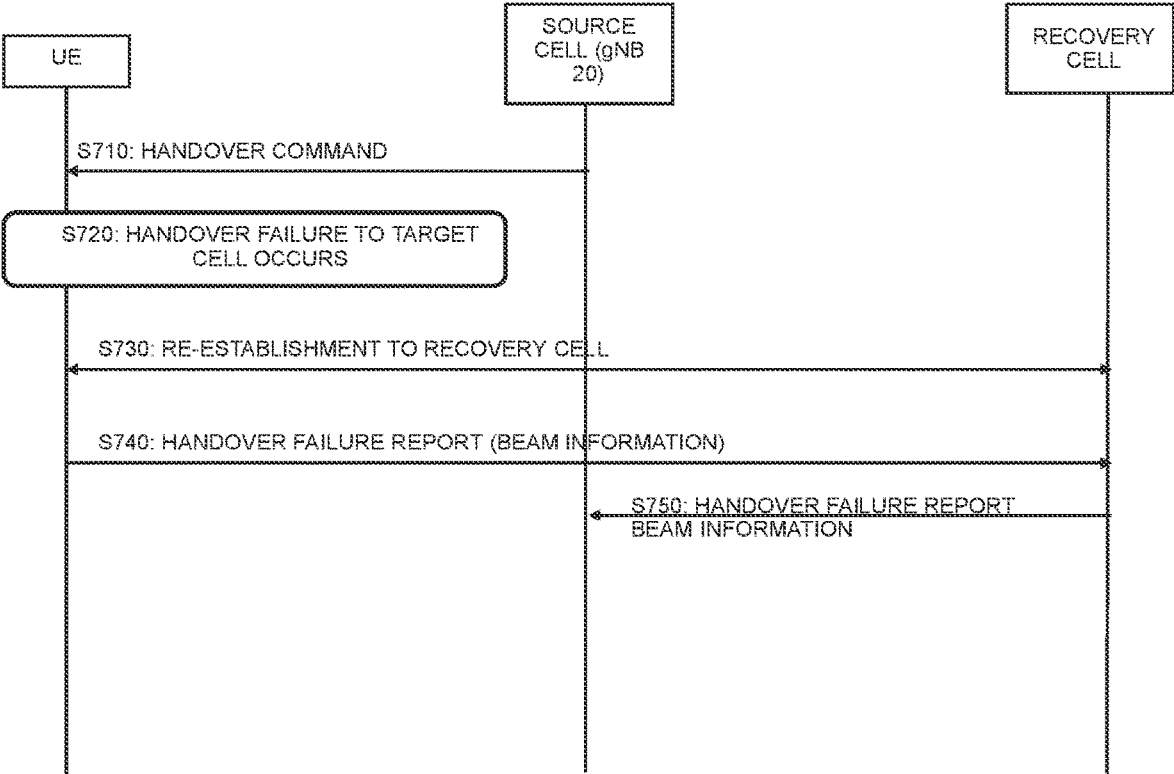 UE
SOURCE
CELL (gNB
20)
RECOVERY
CELL
S710: HANDOVER COMMAND
S720: HANDOVER FAILURE TO TARGET
CELL OCCURS
S730: RE-ESTABLISHMENT TO RECOVERY CELL
S740: HANDOVER FAILURE REPORT (BEAM INFORMATION)
S750: HANDOVER FAILURE REPORT
BEAM INFORMATION